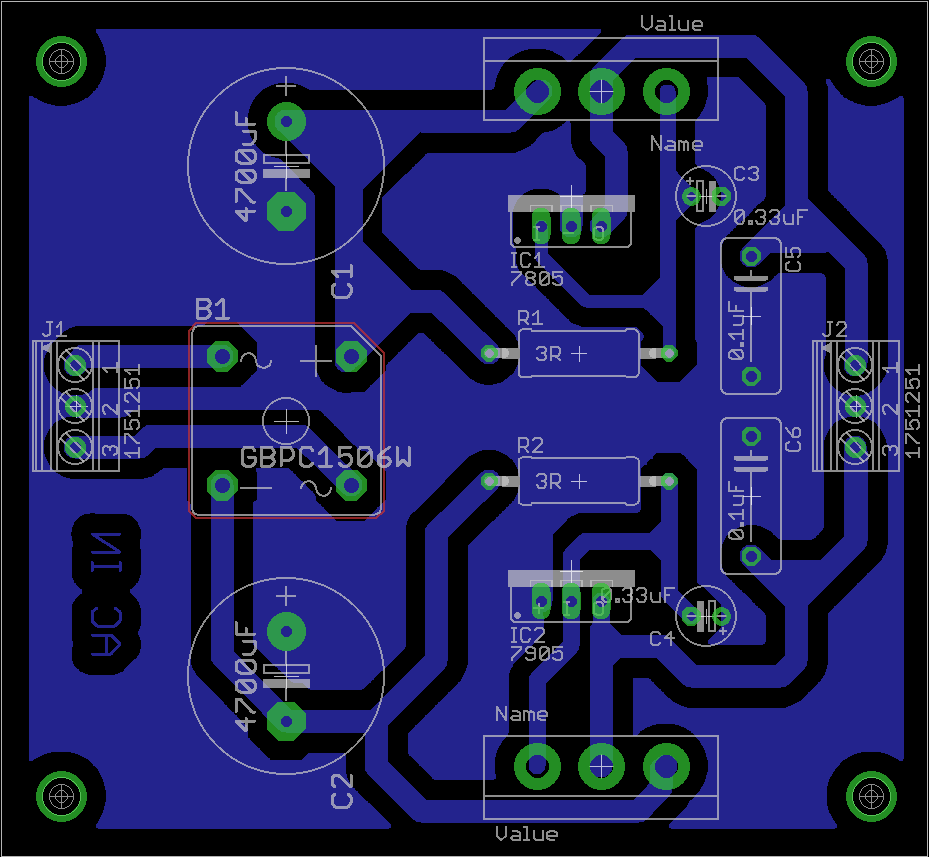 Value
4700uF
+
Name
C3
+
0.33uF
I
O
IC1
7805
C1
C5
0.1uF
B1
J1
1
2
3
1751251
R1
3R
J2
1
2
3
1751251
GBPC1506W
R2
3R
C6
0.1uF
AC IN
+
4700uF
0.33uF
IC2
7905
C4
+
Name
C2
Value